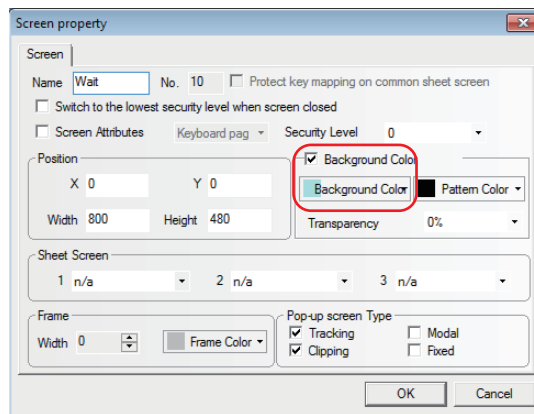 Screen property
Screen
Name Wait No. 10 Protect key mapping on common sheet screen
Switch to the lowest security level when screen closed
Screen Attributes Keyboard pag Security Level 0
Position Background Color
X 0 Y 0 Background Color Pattern Color
Width 800 Height 480 Transparency 0%
Sheet Screen
1 n/a 2 n/a 3 n/a
Frame Pop-up screen Type
Width 0 Frame Color Tracking Modal
Clipping Fixed
OK Cancel